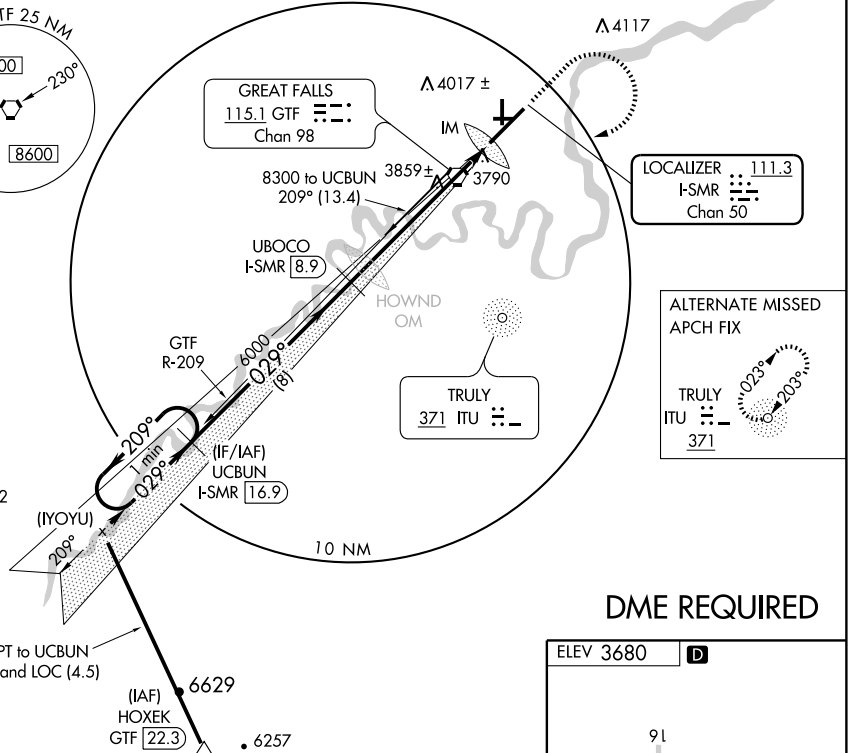 TF 25 NM
00
230°
8600
GREAT FALLS
115.1 GTF
Chan 98
4117
4017 ±
IM
3859±
3790
8300 to UCBUN
209° (13.4)
LOCALIZER 111.3
I-SMR
Chan 50
UBOCO
I-SMR 8.9
HOWND
OM
ALTERNATE MISSED
APCH FIX
023°
203°
TRULY
ITU
371
GTF
R-209
6000
029°
(8)
TRULY
371 ITU
209°
1 min
029°
(IF/IAF)
UCBUN
I-SMR 16.9
2
(IYOYU)
209°
10 NM
DME REQUIRED
PT to UCBUN
and LOC (4.5)
(IAF)
HOXEK
GTF 22.3
6629
6257
ELEV 3680 D
91